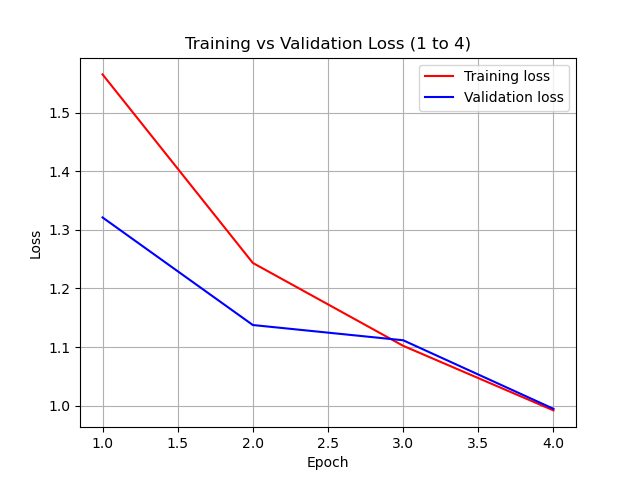 Training vs Validation Loss (1 to 4)
Training loss
Validation loss
Loss
1.5
1.4
1.3
1.2
1.1
1.0
1.0 1.5 2.0 2.5 3.0 3.5 4.0
Epoch